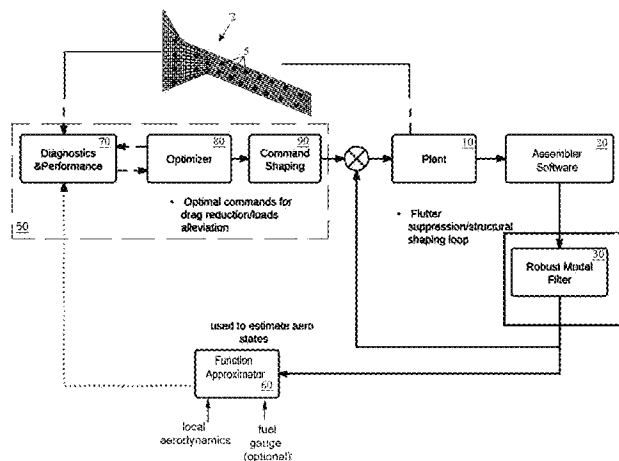 2
5
70
Diagnostics
&Performance
80
Optimizer
90
Command
Shaping
10
Plant
20
Assembler
Software
• Optimal commands for
drag reduction/loads
alleviation
50
• Flutter
suppression/structural
shaping loop
30
Robust Modal
Filter
used to estimate aero
states
Function
Approximator
60
local
aerodynamics
fuel
gauge
(optional)